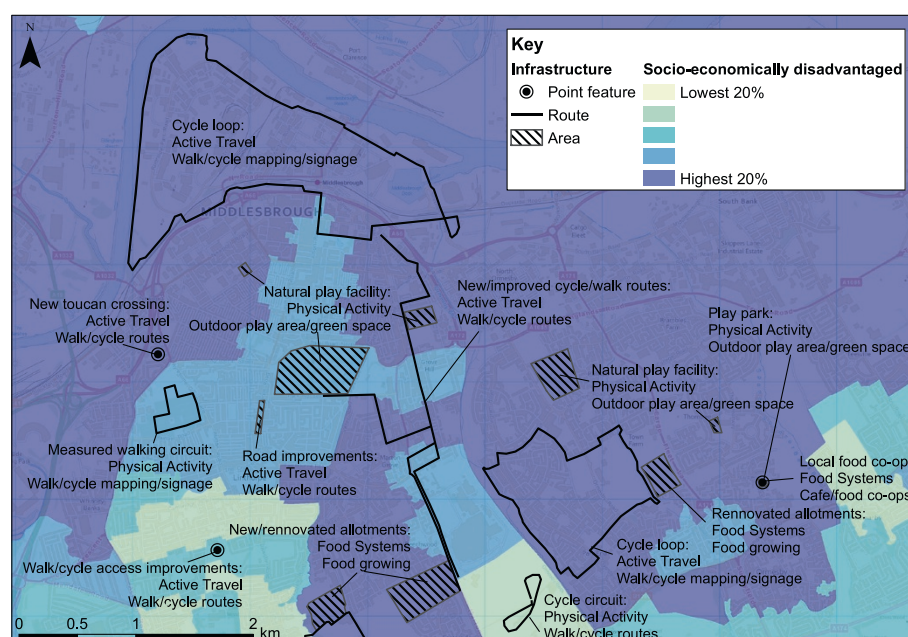 N
Key
Infrastructure
Point feature
Route
Area
Socio-economically disadvantaged
Lowest 20%
Highest 20%
Cycle loop:
Active Travel
Walk/cycle mapping/signage
MIDDLESBROUGH
South Bank
New toucan crossing:
Active Travel
Walk/cycle routes
Natural play facility:
Physical Activity
Outdoor play area/green space
New/improved cycle/walk routes:
Active Travel
Walk/cycle routes
Play park:
Physical Activity
Outdoor play area/green space
Natural play facility:
Physical Activity
Outdoor play area/green space
Measured walking circuit:
Physical Activity
Walk/cycle mapping/signage
Road improvements:
Active Travel
Walk/cycle routes
Local food co-op:
Food Systems
Cafe/food co-ops
New/rennovated allotments:
Food Systems
Food growing
Rennovated allotments:
Food Systems
Food growing
Walk/cycle access improvements:
Active Travel
Walk/cycle routes
Cycle loop:
Active Travel
Walk/cycle mapping/signage
Cycle circuit:
Physical Activity
Walk/cycle routes
0 0.5 1 2
km